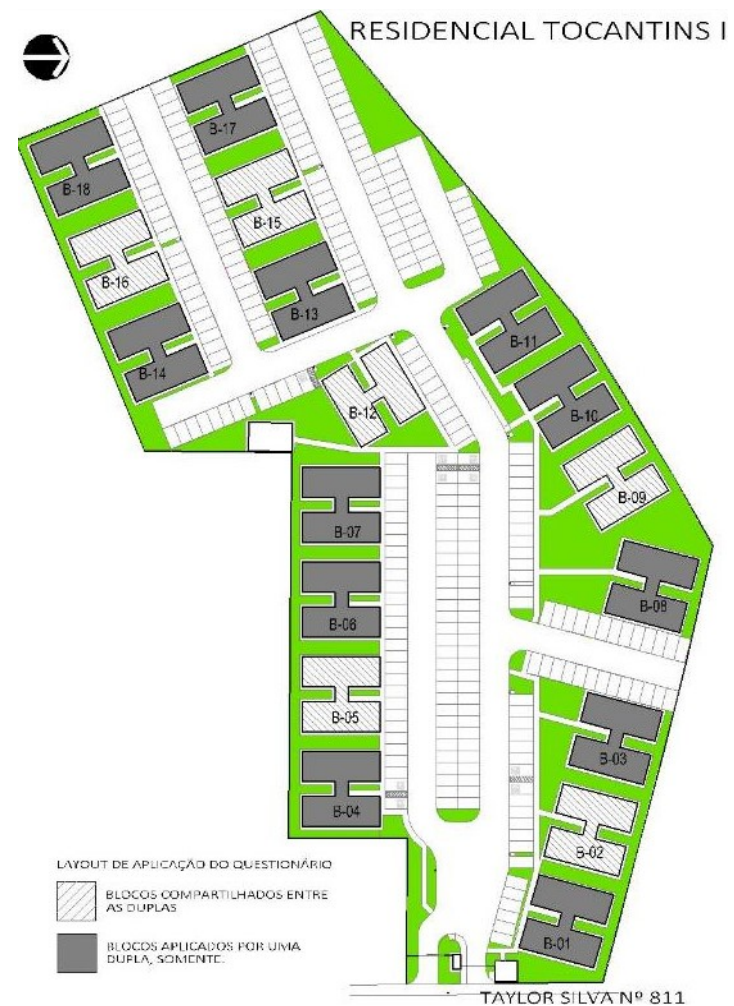 RESIDENCIAL TOCANTINS I
B-17
B-18
B-15
B-16
B-13
B-14
B-11
B-12
B-10
B-09
B-07
B-08
B-06
B-05
B-03
B-04
B-02
B-01
LAYOUT DE APLICAÇÃO DO QUESTIONÁRIO
BLOCOS COMPARTILHADOS ENTRE
AS DUPLAS
BLOCOS APLICADOS POR UMA
DUPLA, SOMENTE.
TAYLOR SILVA Nº 811